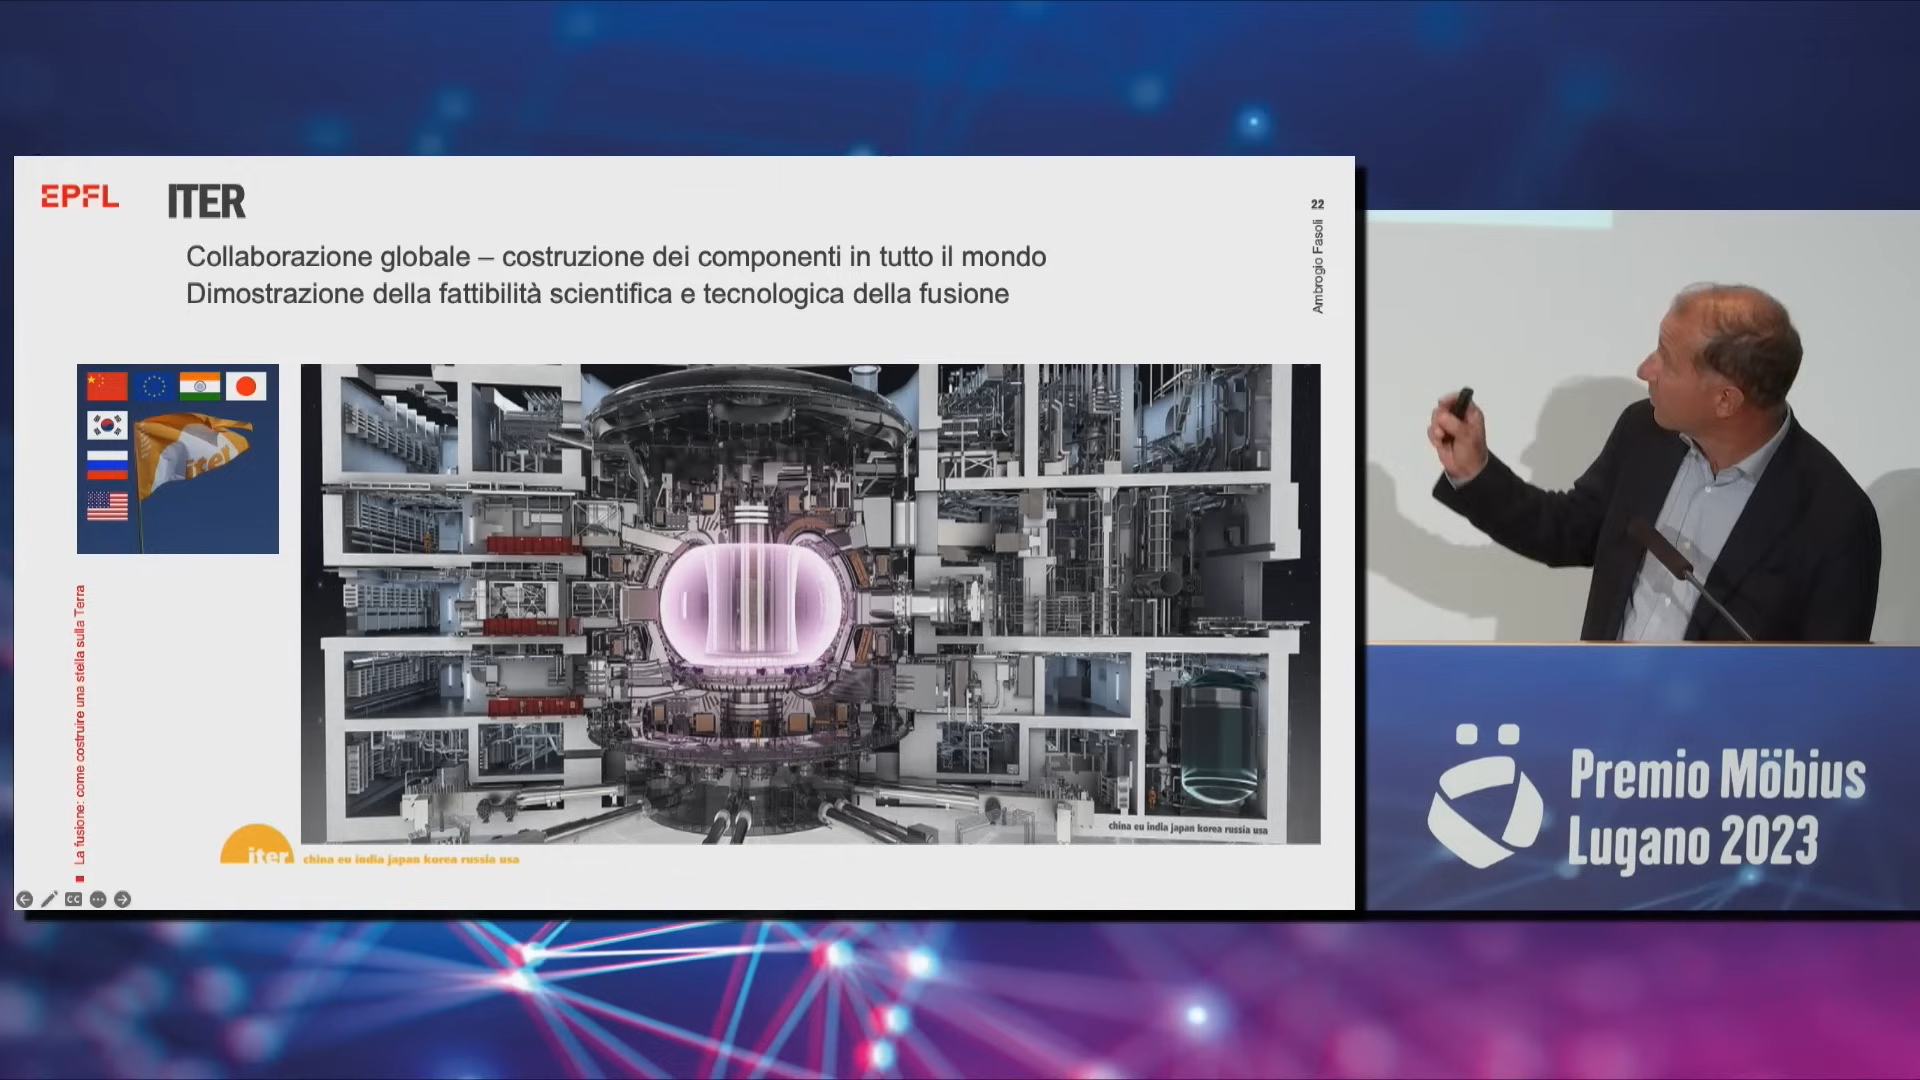 EPFL
ITER
Collaborazione globale – costruzione dei componenti in tutto il mondo
Dimostrazione della fattibilità scientifica e tecnologica della fusione
22
Ambrogio Fasoli
iter
La fusione: come costruire una stella sulla Terra
china eu india japan korea russia usa
iter
china eu india japan korea russia usa
CC
Premio Möbius
Lugano 2023